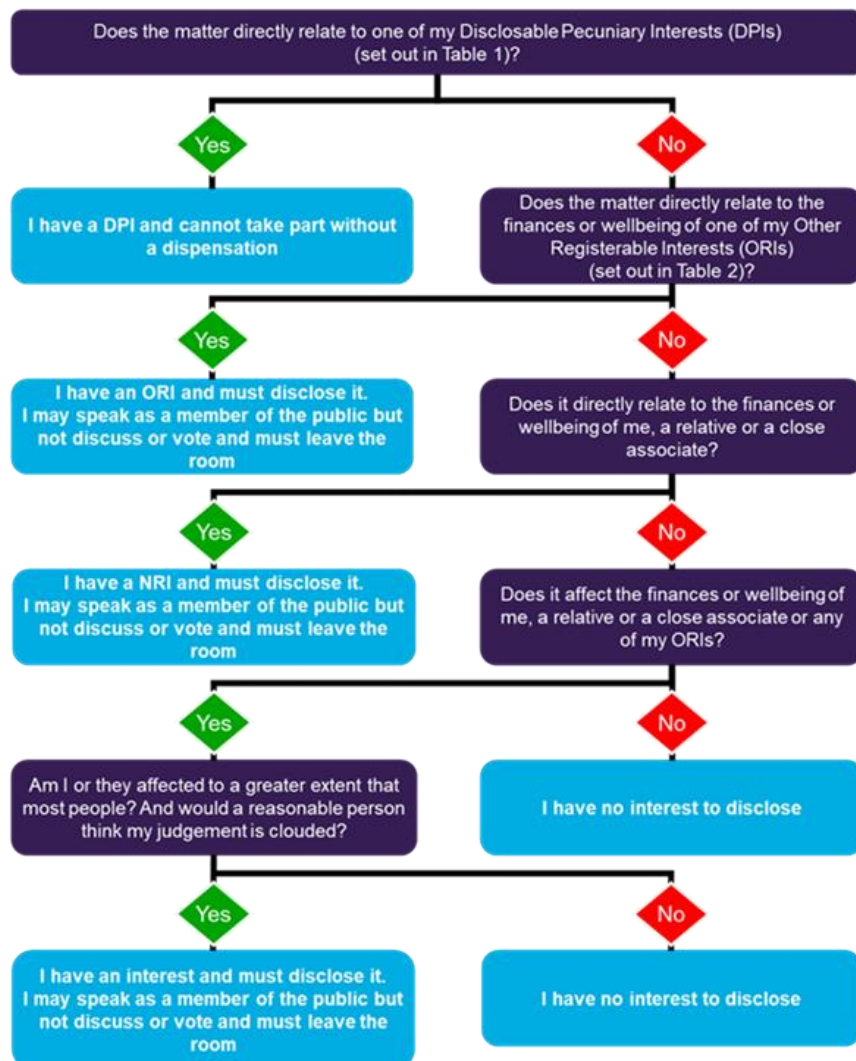 Does the matter directly relate to one of my Disclosable Pecuniary Interests (DPIs)
(set out in Table 1)?
Yes
No
I have a DPI and cannot take part without
a dispensation
Does the matter directly relate to the
finances or wellbeing of one of my Other
Registerable Interests (ORIs)
(set out in Table 2)?
Yes
No
I have an ORI and must disclose it.
I may speak as a member of the public but
not discuss or vote and must leave the
room
Does it directly relate to the finances or
wellbeing of me, a relative or a close
associate?
Yes
No
I have a NRI and must disclose it.
I may speak as a member of the public but
not discuss or vote and must leave the
room
Does it affect the finances or wellbeing of
me, a relative or a close associate or any
of my ORIs?
Yes
No
Am I or they affected to a greater extent that
most people? And would a reasonable person
think my judgement is clouded?
I have no interest to disclose
Yes
No
I have an interest and must disclose it.
I may speak as a member of the public but
not discuss or vote and must leave the
room
I have no interest to disclose